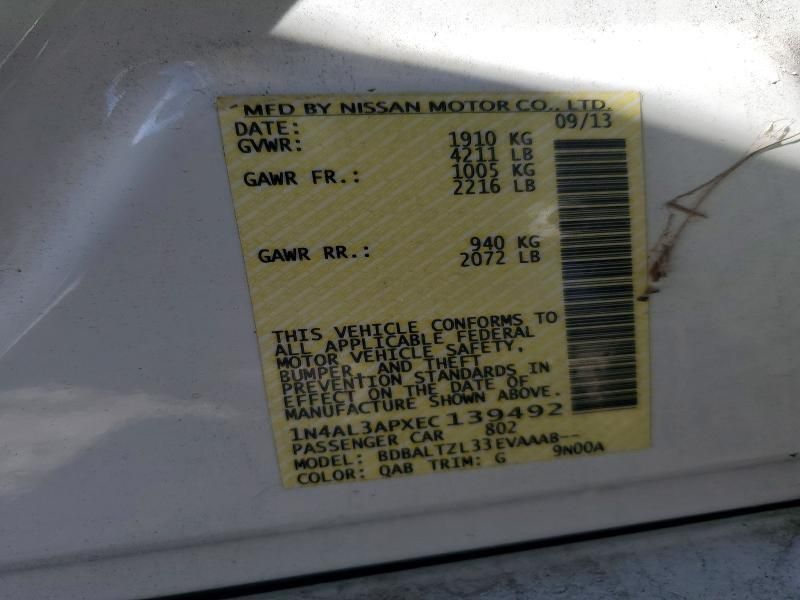 MFD BY NISSAN MOTOR CO., LTD.
DATE: 09/13
GVWR: 1910 KG
4211 LB
GAWR FR.: 1005 KG
2216 LB
GAWR RR.: 940 KG
2072 LB
THIS VEHICLE CONFORMS TO
ALL APPLICABLE FEDERAL
MOTOR VEHICLE SAFETY,
BUMPER, AND THEFT
PREVENTION STANDARDS IN
EFFECT ON THE DATE OF
MANUFACTURE SHOWN ABOVE.
1N4AL3APXEC139492
PASSENGER CAR 802
MODEL: BDBALTZL33EVAAAB--
COLOR: QAB TRIM: G 9N00A